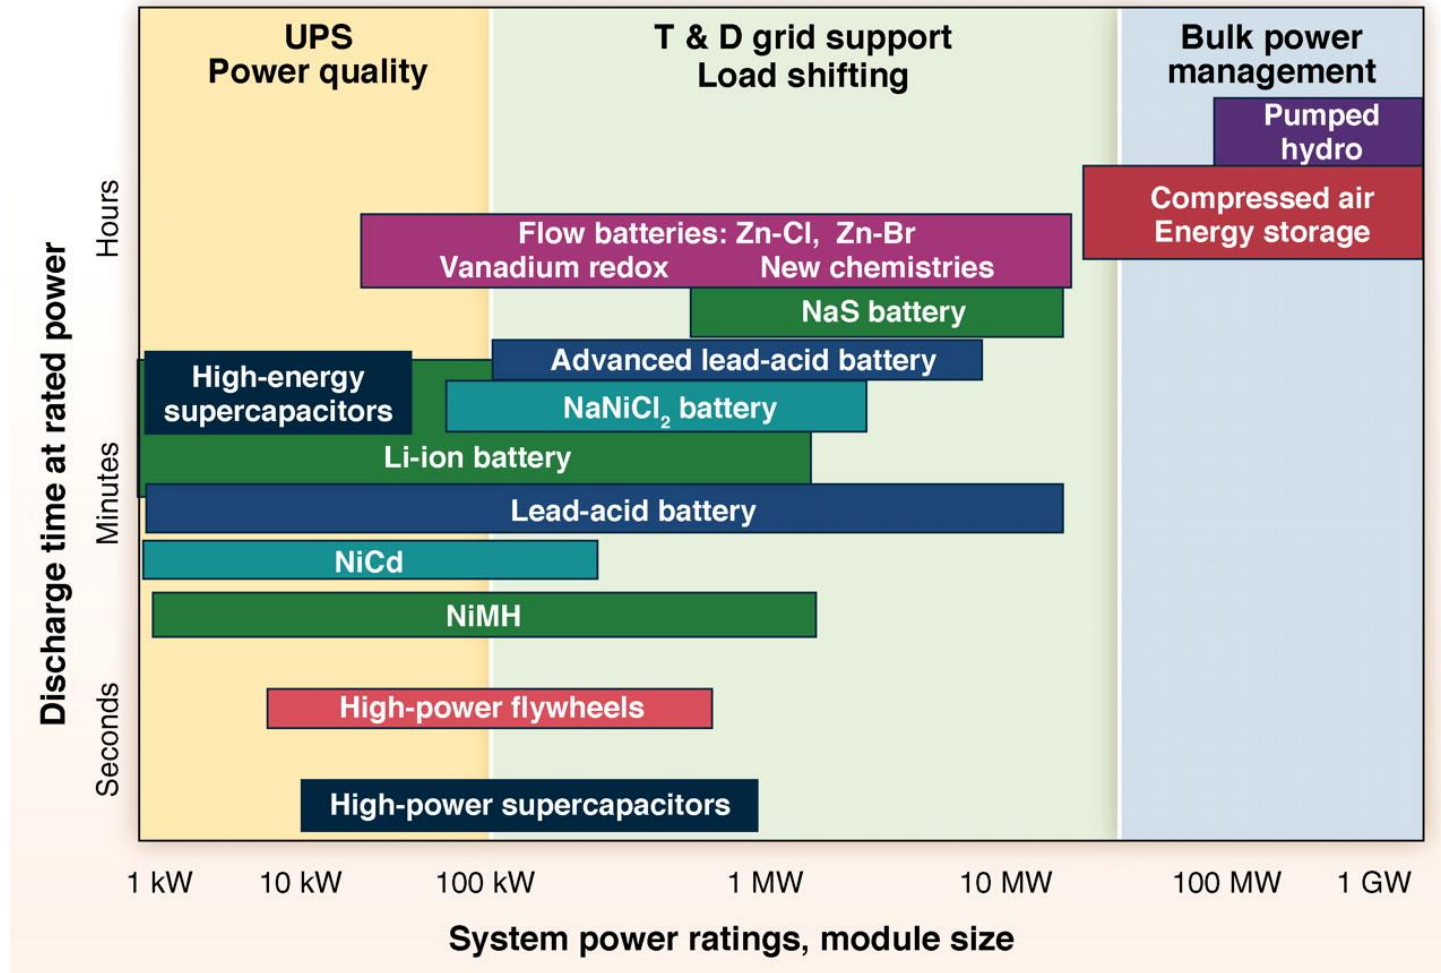 UPS
Power quality
T & D grid support
Load shifting
Bulk power
management
Pumped
hydro
Compressed air
Energy storage
Flow batteries: Zn-Cl, Zn-Br
Vanadium redox New chemistries
NaS battery
Advanced lead-acid battery
High-energy
supercapacitors
NaNiCl₂ battery
Li-ion battery
Lead-acid battery
NiCd
NiMH
High-power flywheels
High-power supercapacitors
Discharge time at rated power
Hours
Minutes
Seconds
1 kW 10 kW 100 kW 1 MW 10 MW 100 MW 1 GW
System power ratings, module size